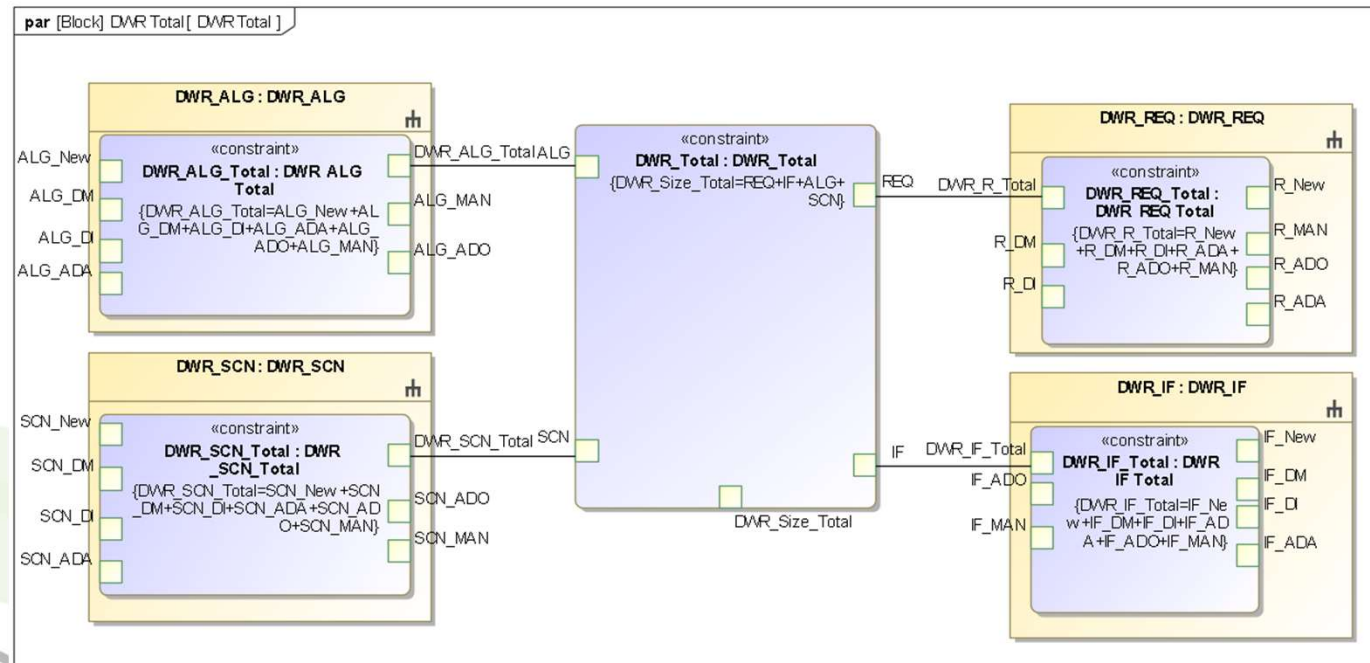 par [Block] DWR Total[ DWR Total ]
DWR_ALG : DWR_ALG
«constraint»
DWR_ALG_Total : DWR ALG
Total
{DWR_ALG_Total=ALG_New+AL
G_DM+ALG_DI+ALG_ADA+ALG_
ADO+ALG_MAN}
ALG_New
ALG_DM
ALG_DI
ALG_ADA
DWR_ALG_Total
ALG_MAN
ALG_ADO
DWR_SCN : DWR_SCN
«constraint»
DWR_SCN_Total : DWR
_SCN_Total
{DWR_SCN_Total=SCN_New+SCN
_DM+SCN_DI+SCN_ADA+SCN_AD
O+SCN_MAN}
SCN_New
SCN_DM
SCN_DI
SCN_ADA
DWR_SCN_Total
SCN_ADO
SCN_MAN
«constraint»
DWR_Total : DWR_Total
{DWR_Size_Total=REQ+IF+ALG+
SCN}
ALG
SCN
REQ
IF
DWR_Size_Total
DWR_REQ : DWR_REQ
«constraint»
DWR_REQ_Total :
DWR REQ Total
{DWR_R_Total=R_New
+R_DM+R_DI+R_ADA+
R_ADO+R_MAN}
DWR_R_Total
R_DM
R_DI
R_New
R_MAN
R_ADO
R_ADA
DWR_IF : DWR_IF
«constraint»
DWR_IF_Total : DWR
IF Total
{DWR_IF_Total=IF_Ne
w+IF_DM+IF_DI+IF_AD
A+IF_ADO+IF_MAN}
DWR_IF_Total
IF_ADO
IF_MAN
IF_New
IF_DM
IF_DI
IF_ADA